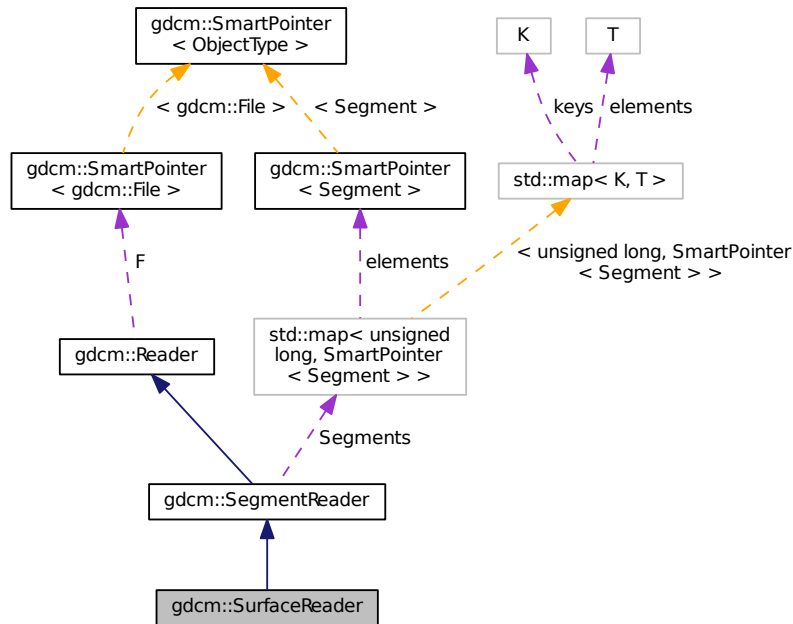 gdcm::SmartPointer
< ObjectType >
K
T
< gdcm::File >
< Segment >
keys
elements
gdcm::SmartPointer
< gdcm::File >
gdcm::SmartPointer
< Segment >
std::map< K, T >
F
elements
< unsigned long, SmartPointer
< Segment > >
gdcm::Reader
std::map< unsigned
long, SmartPointer
< Segment > >
Segments
gdcm::SegmentReader
gdcm::SurfaceReader